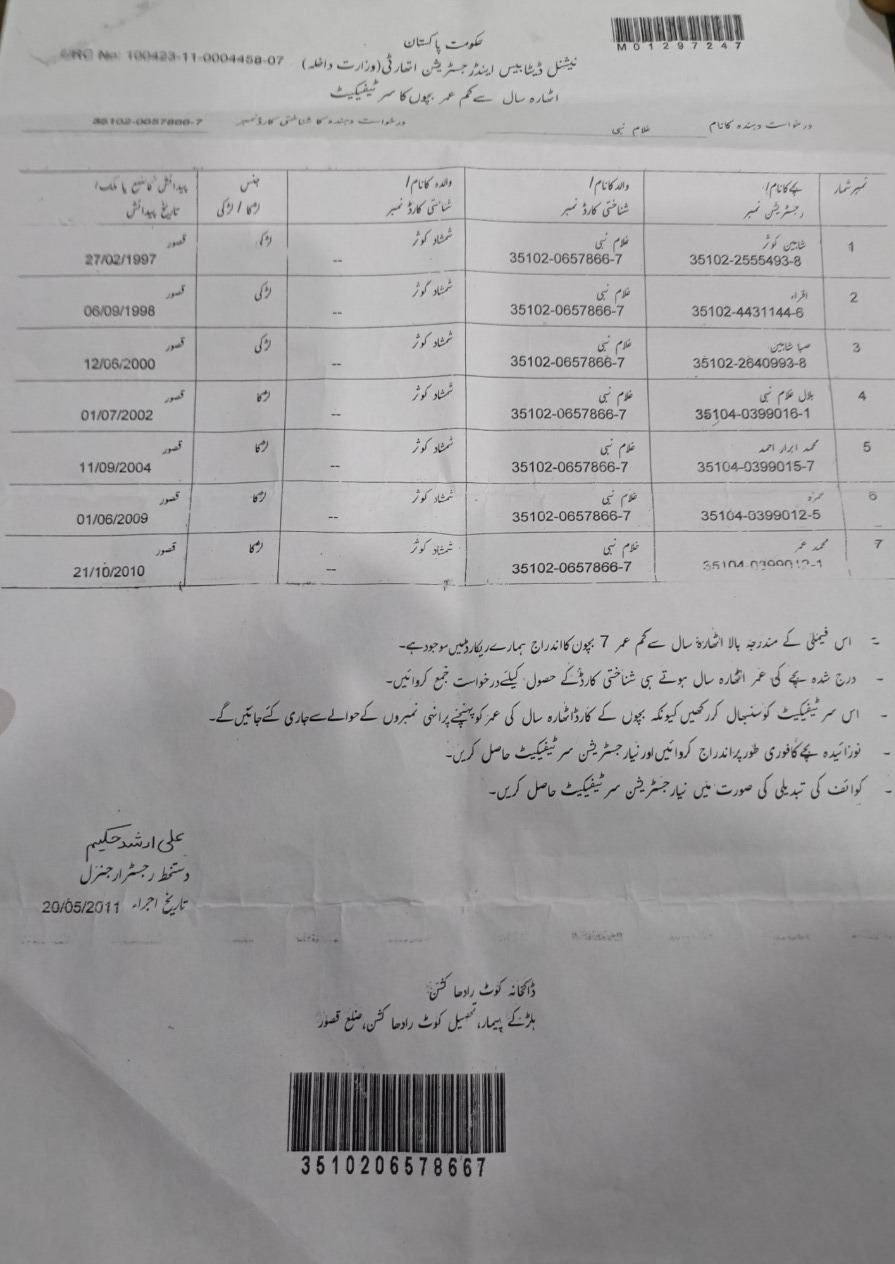 M01297247
حکومت پاکستان
CRC No: 100423-11-0004458-07
نیشنل ڈیٹابیس اینڈ رجسٹریشن اتھارٹی (وزارت داخلہ)
اٹھارہ سال سے کم عمر بچوں کا سرٹیفیکیٹ
درخواست دہندہ کا نام غلام نبی درخواست دہندہ کا شناختی کارڈ نمبر 35102-0657866-7
نمبر شمار بچے کا نام/ والد کا نام/ والدہ کا نام/ جنس پیدائش کا ضلع یا ملک/
رجسٹریشن نمبر شناختی کارڈ نمبر شناختی کارڈ نمبر لڑکا / لڑکی تاریخ پیدائش
1 شاہین کوثر غلام نبی شمشاد کوثر لڑکی قصور
35102-2555493-8 35102-0657866-7 -- 27/02/1997
2 اقراء غلام نبی شمشاد کوثر لڑکی قصور
35102-4431144-6 35102-0657866-7 -- 06/09/1998
3 صبا شاہین غلام نبی شمشاد کوثر لڑکی قصور
35102-2640993-8 35102-0657866-7 -- 12/06/2000
4 بلال غلام نبی غلام نبی شمشاد کوثر لڑکا قصور
35104-0399016-1 35102-0657866-7 -- 01/07/2002
5 محمد ابرار احمد غلام نبی شمشاد کوثر لڑکا قصور
35104-0399015-7 35102-0657866-7 -- 11/09/2004
6 حمزہ غلام نبی شمشاد کوثر لڑکا قصور
35104-0399012-5 35102-0657866-7 -- 01/06/2009
7 محمد عمر غلام نبی شمشاد کوثر لڑکا قصور
35102-0657866-7 -- 21/10/2010
- اس فیملی کے مندرجہ بالا اٹھارہ سال سے کم عمر 7 بچوں کا اندراج ہمارے ریکارڈ میں موجود ہے۔
- درج شدہ بچے کی عمر اٹھارہ سال ہوتے ہی شناختی کارڈ کے حصول کیلئے درخواست جمع کروائیں۔
- اس سرٹیفکیٹ کو سنبھال کر رکھیں کیونکہ بچوں کے کارڈ اٹھارہ سال کی عمر کو پہنچنے پر انہی نمبروں کے حوالے سے جاری کئے جائیں گے۔
- نوزائیدہ بچے کا فوری طور پر اندراج کروائیں اور نیا رجسٹریشن سرٹیفیکیٹ حاصل کریں۔
- کوائف کی تبدیلی کی صورت میں نیا رجسٹریشن سرٹیفیکیٹ حاصل کریں۔
علی ارشد حکیم
دستخط رجسٹرار جنرل
تاریخ اجراء 20/05/2011
ڈاکخانہ کوٹ رادھا کشن
ہلڑکے پیمار، تحصیل کوٹ رادھا کشن، ضلع قصور
3510206578667